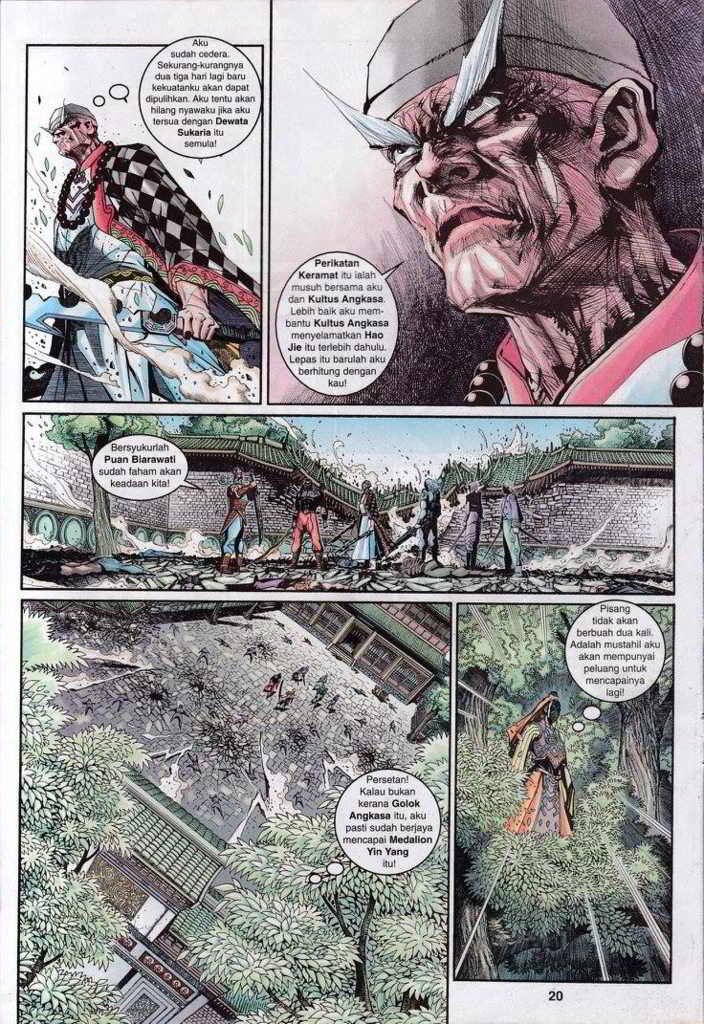 Aku
sudah cedera.
Sekurang-kurangnya
dua tiga hari lagi baru
kekuatanku akan dapat
dipulihkan. Aku tentu akan
hilang nyawaku jika aku
tersua dengan Dewata
Sukaria itu
semula!
Perikatan
Keramat itu ialah
musuh bersama aku
dan Kultus Angkasa.
Lebih baik aku mem-
bantu Kultus Angkasa
menyelamatkan Hao
Jie itu terlebih dahulu.
Lepas itu barulah aku
berhitung dengan
kau!
Bersyukurlah
Puan Biarawati
sudah faham akan
keadaan kita!
Persetan!
Kalau bukan
kerana Golok
Angkasa itu, aku
pasti sudah berjaya
mencapai Medalion
Yin Yang
itu!
Pisang
tidak akan
berbuah dua kali.
Adalah mustahil aku
akan mempunyai
peluang untuk
mencapainya
lagi!
20